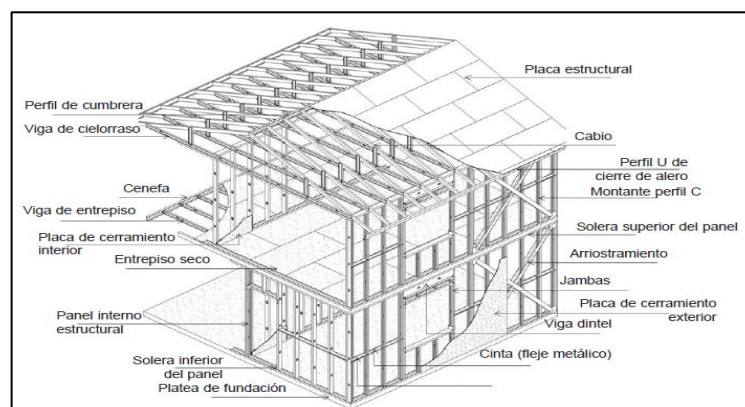 Placa estructural
Perfil de cumbrera
Viga de cielorraso
Cabio
Perfil U de
cierre de alero
Cenefa
Montante perfil C
Viga de entrepiso
Solera superior del panel
Placa de cerramiento
interior
Arriostramiento
Entrepiso seco
Jambas
Placa de cerramiento
exterior
Panel interno
estructural
Viga dintel
Cinta (fleje metálico)
Solera inferior
del panel
Platea de fundación